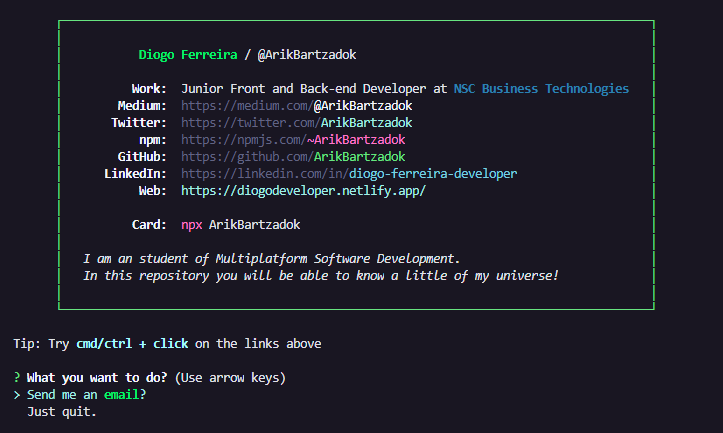 Diogo Ferreira / @ArikBartzadok
Work: Junior Front and Back-end Developer at NSC Business Technologies
Medium: https://medium.com/@ArikBartzadok
Twitter: https://twitter.com/ArikBartzadok
npm: https://npmjs.com/~ArikBartzadok
GitHub: https://github.com/ArikBartzadok
LinkedIn: https://linkedin.com/in/diogo-ferreira-developer
Web: https://diogodeveloper.netlify.app/
Card: npx ArikBartzadok
I am an student of Multiplatform Software Development.
In this repository you will be able to know a little of my universe!
Tip: Try cmd/ctrl + click on the links above
? What you want to do? (Use arrow keys)
> Send me an email?
Just quit.